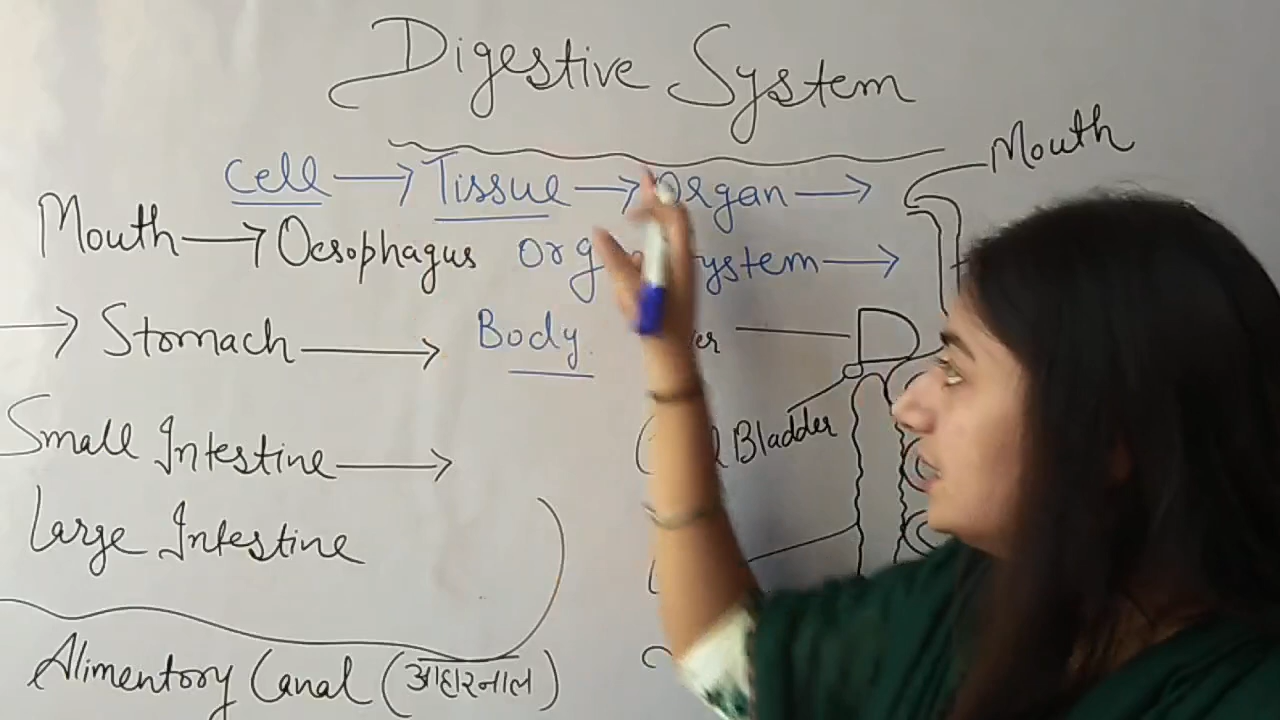 Digestive System
Cell → Tissue → Organ →
Mouth → Oesophagus
System →
→ Stomach →
Body
Small Intestine →
Bladder
Large Intestine
Alimentory Canal (आहारनाल)
Mouth